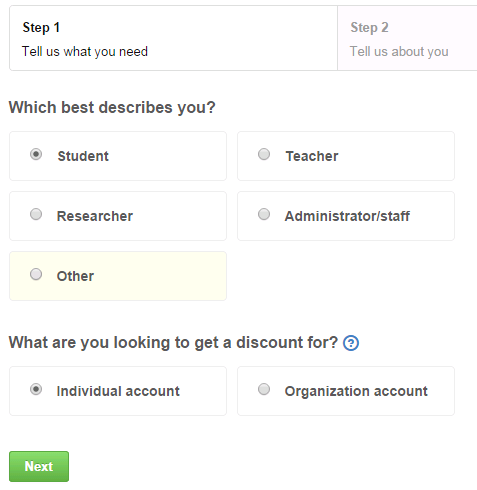 Step 1
Tell us what you need
Step 2
Tell us about you
Which best describes you?
Student
Teacher
Researcher
Administrator/staff
Other
What are you looking to get a discount for? ?
Individual account
Organization account
Next